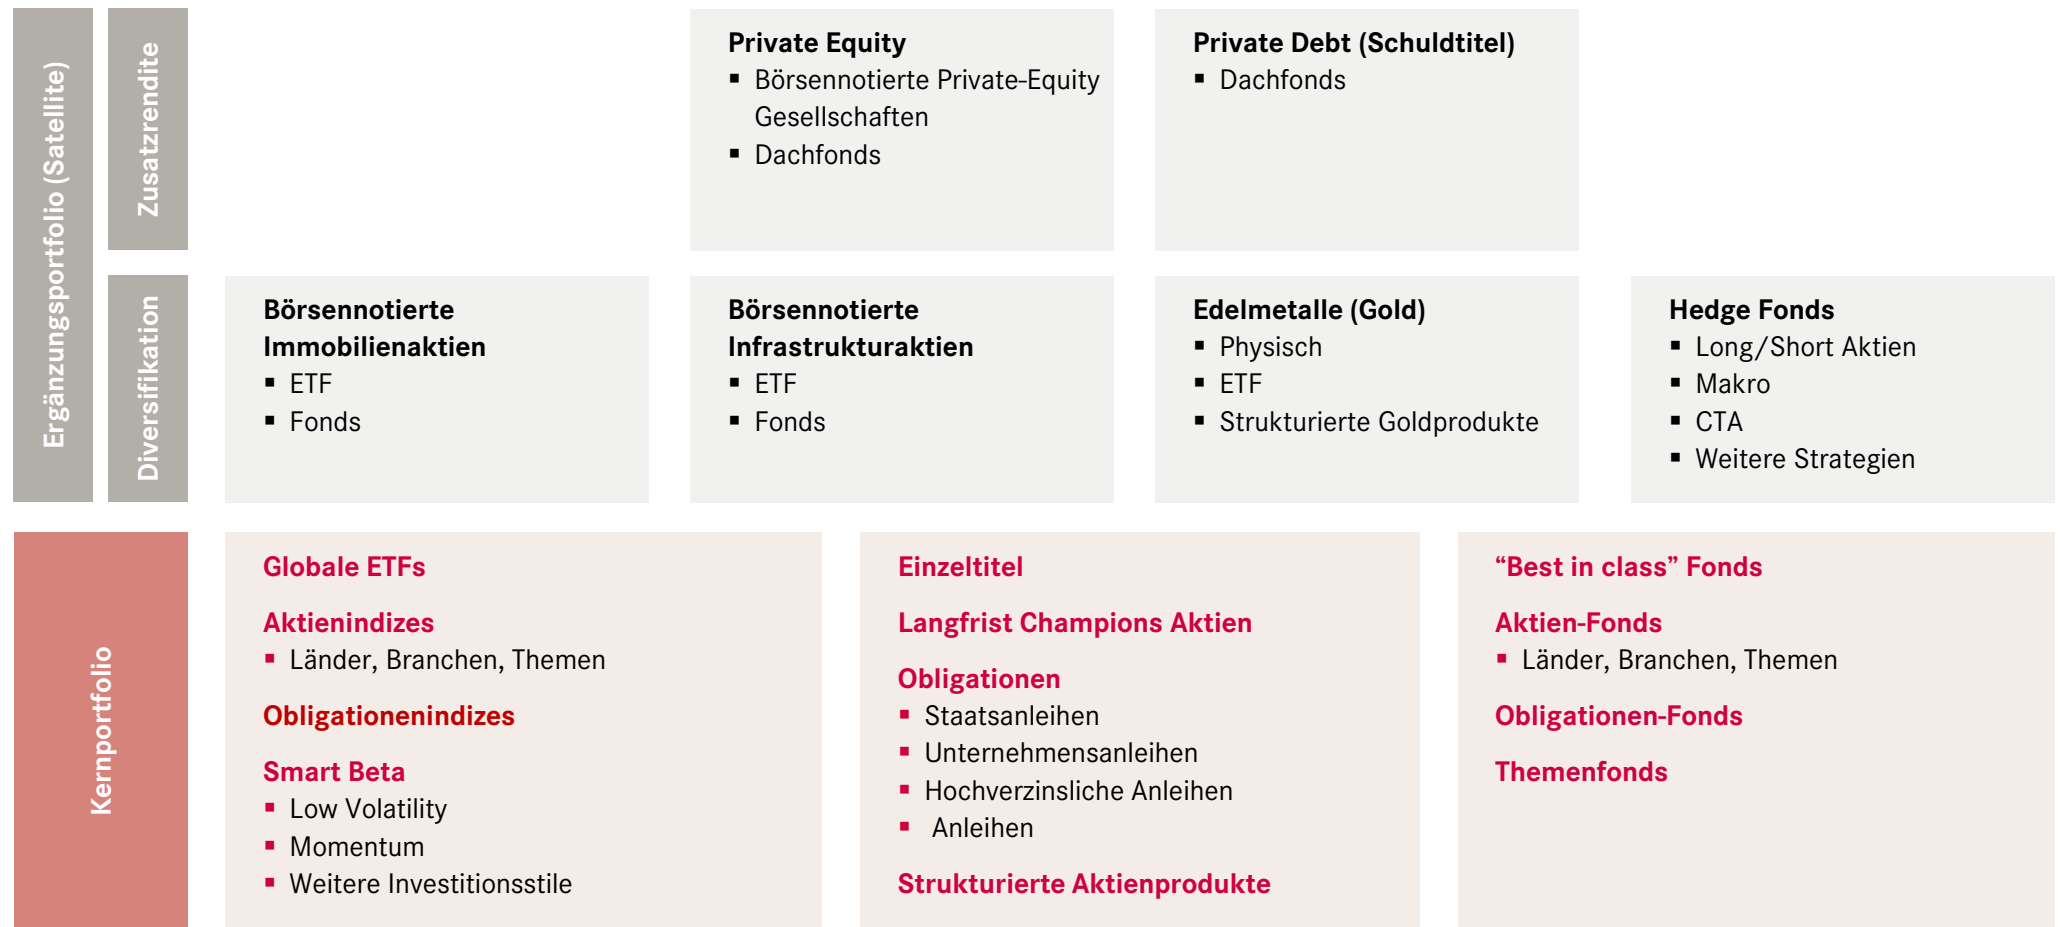 Ergänzungsportfolio (Satellite)
Zusatzrendite
Private Equity
▪ Börsennotierte Private-Equity
Gesellschaften
▪ Dachfonds
Private Debt (Schuldtitel)
▪ Dachfonds
Diversifikation
Börsennotierte
Immobilienaktien
▪ ETF
▪ Fonds
Börsennotierte
Infrastrukturaktien
▪ ETF
▪ Fonds
Edelmetalle (Gold)
▪ Physisch
▪ ETF
▪ Strukturierte Goldprodukte
Hedge Fonds
▪ Long/Short Aktien
▪ Makro
▪ CTA
▪ Weitere Strategien
Kernportfolio
Globale ETFs
Aktienindizes
▪ Länder, Branchen, Themen
Obligationenindizes
Smart Beta
▪ Low Volatility
▪ Momentum
▪ Weitere Investitionsstile
Einzeltitel
Langfrist Champions Aktien
Obligationen
▪ Staatsanleihen
▪ Unternehmensanleihen
▪ Hochverzinsliche Anleihen
▪ Anleihen
Strukturierte Aktienprodukte
“Best in class” Fonds
Aktien-Fonds
▪ Länder, Branchen, Themen
Obligationen-Fonds
Themenfonds